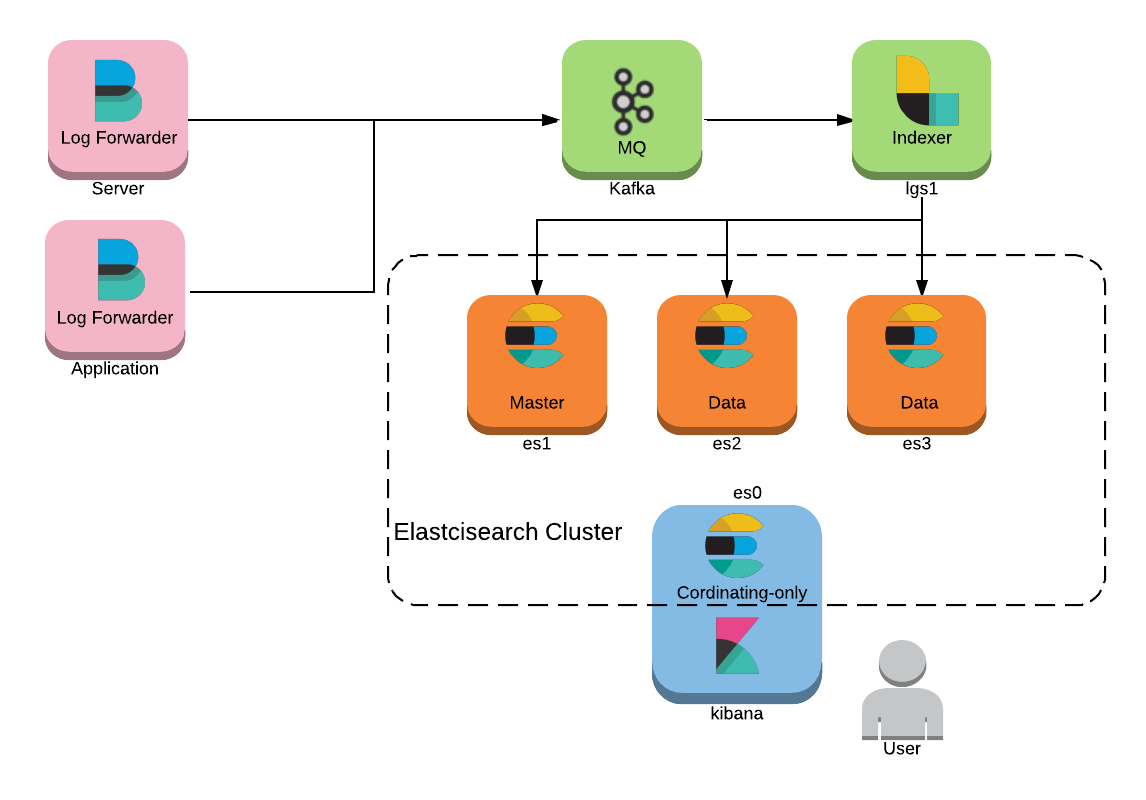 Log Forwarder
Server
MQ
Kafka
Indexer
lgs1
Log Forwarder
Application
Master
es1
Data
es2
Data
es3
es0
Elastcisearch Cluster
Cordinating-only
kibana
User